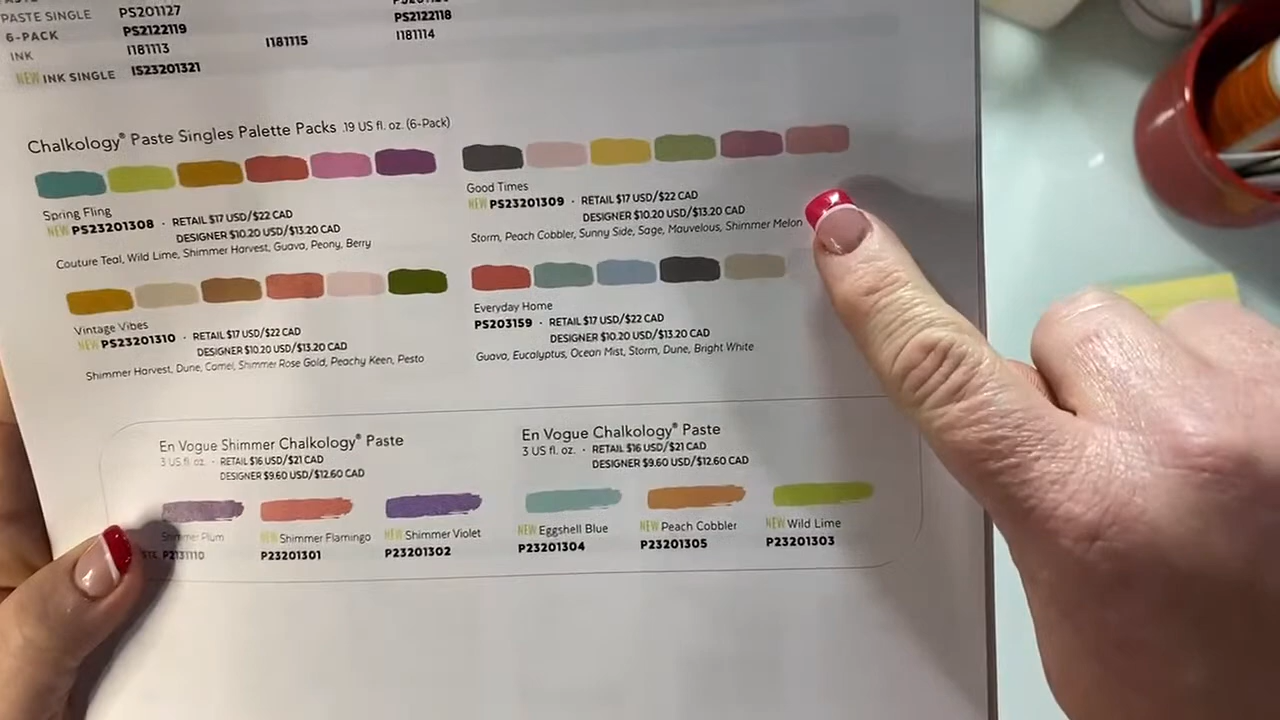 PASTE SINGLE PS201127
PS2122118
6-PACK PS2122119
INK I181113 I181115 I181114
NEW INK SINGLE IS23201321
Chalkology® Paste Singles Palette Packs .19 US fl. oz. (6-Pack)
Spring Fling
NEW PS23201308 · RETAIL $17 USD/$22 CAD
DESIGNER $10.20 USD/$13.20 CAD
Couture Teal, Wild Lime, Shimmer Harvest, Guava, Peony, Berry
Good Times
NEW PS23201309 · RETAIL $17 USD/$22 CAD
DESIGNER $10.20 USD/$13.20 CAD
Storm, Peach Cobbler, Sunny Side, Sage, Mauvelous, Shimmer Melon
Vintage Vibes
NEW PS23201310 · RETAIL $17 USD/$22 CAD
DESIGNER $10.20 USD/$13.20 CAD
Shimmer Harvest, Dune, Camel, Shimmer Rose Gold, Peachy Keen, Pesto
Everyday Home
PS203159 · RETAIL $17 USD/$22 CAD
DESIGNER $10.20 USD/$13.20 CAD
Guava, Eucalyptus, Ocean Mist, Storm, Dune, Bright White
En Vogue Shimmer Chalkology® Paste
3 US fl. oz. · RETAIL $16 USD/$21 CAD
DESIGNER $9.60 USD/$12.60 CAD
Shimmer Plum
P2131110
NEW Shimmer Flamingo
P23201301
NEW Shimmer Violet
P23201302
En Vogue Chalkology® Paste
3 US fl. oz. · RETAIL $16 USD/$21 CAD
DESIGNER $9.60 USD/$12.60 CAD
NEW Eggshell Blue
P23201304
NEW Peach Cobbler
P23201305
NEW Wild Lime
P23201303